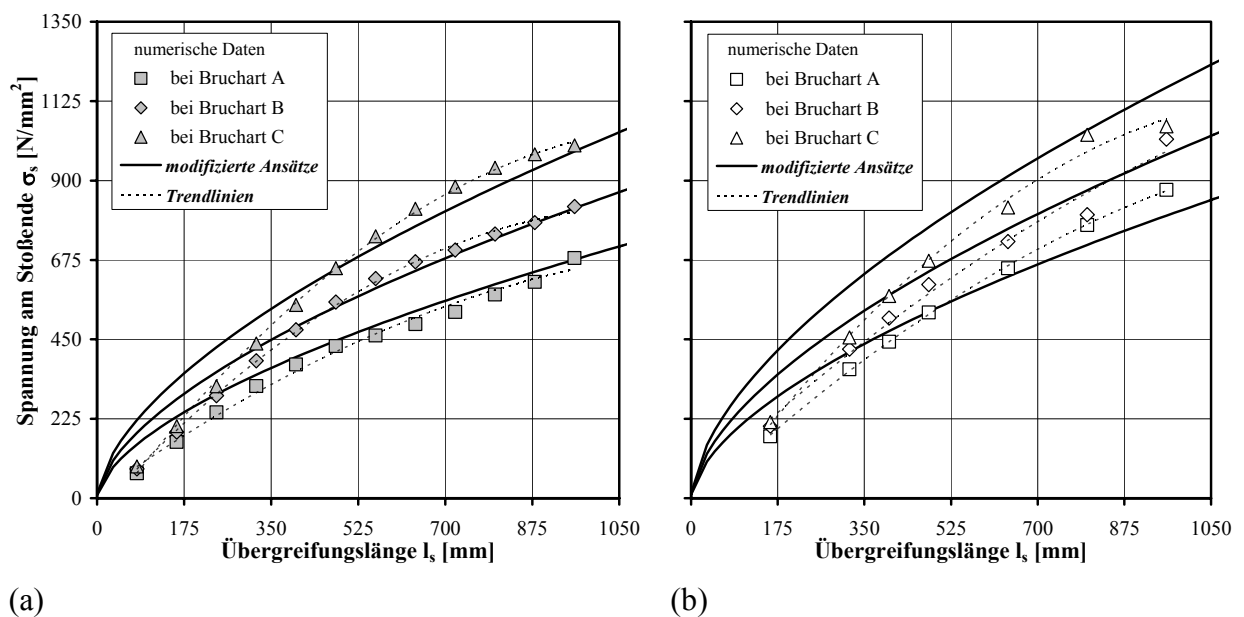 Spannung am Stoßende σs [N/mm²]
1350
1125
900
675
450
225
0
numerische Daten
bei Bruchart A
bei Bruchart B
bei Bruchart C
modifizierte Ansätze
Trendlinien
0 175 350 525 700 875 1050
Übergreifungslänge ls [mm]
(a)
numerische Daten
bei Bruchart A
bei Bruchart B
bei Bruchart C
modifizierte Ansätze
Trendlinien
0 175 350 525 700 875 1050
Übergreifungslänge ls [mm]
(b)